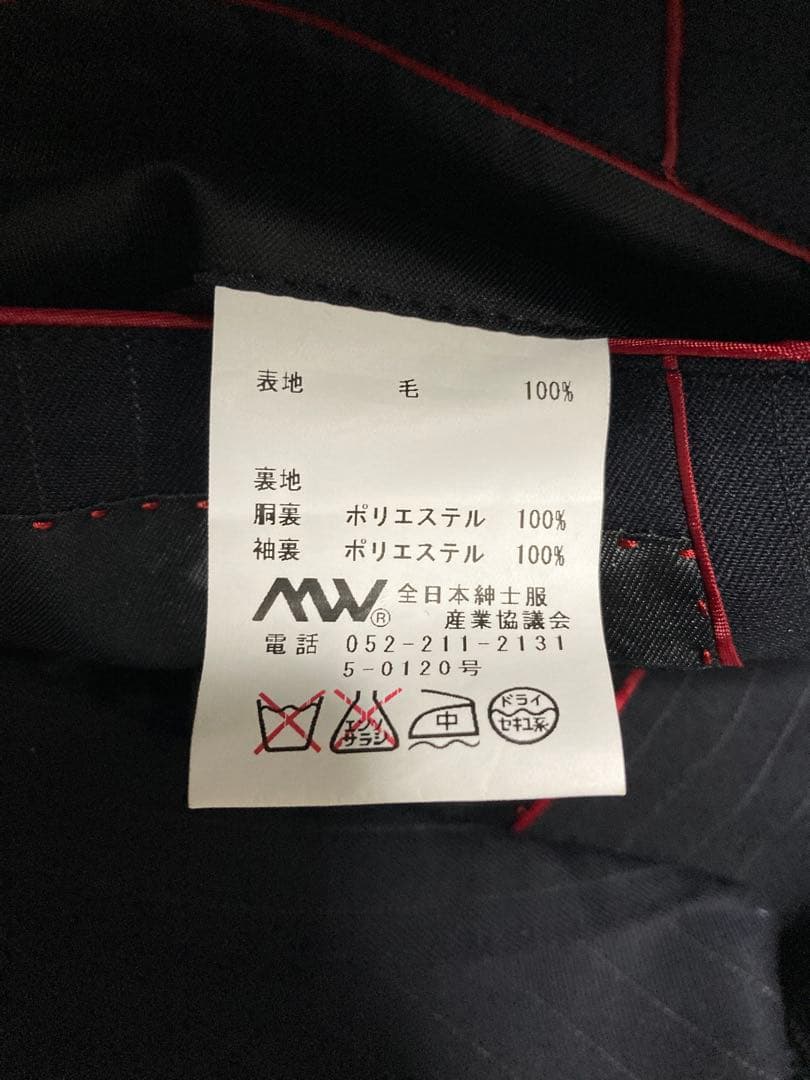 表地 毛 100%
裏地
胴裏 ポリエステル 100%
袖裏 ポリエステル 100%
MW® 全日本紳士服
産業協議会
電話 052-211-2131
5-0120号
エンソ
サラシ
中
ドライ
セキユ系